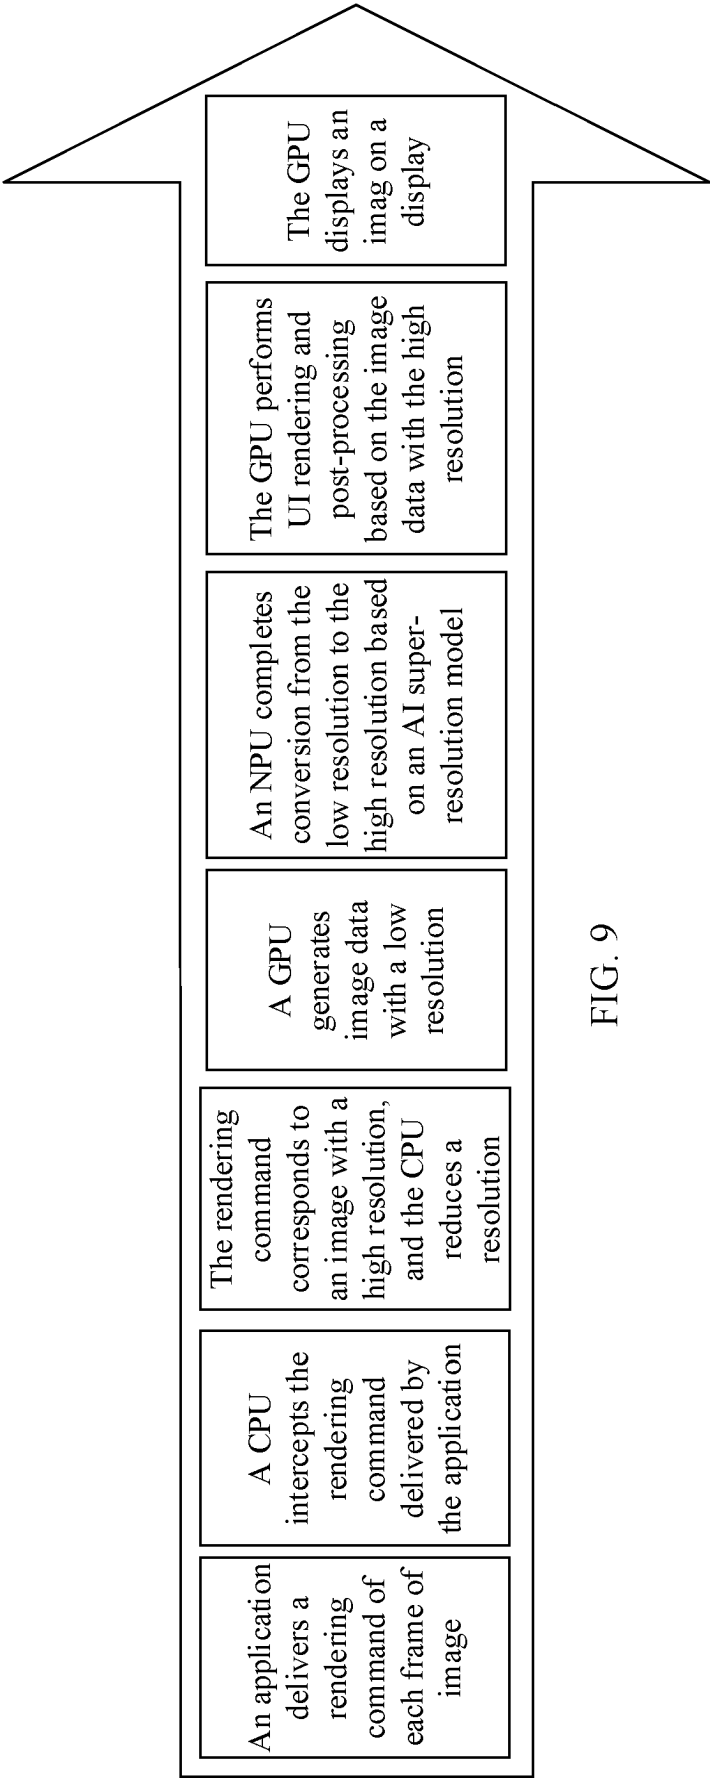 An application
delivers a
rendering
command of
each frame of
image
A CPU
intercepts the
rendering
command
delivered by
the application
The rendering
command
corresponds to
an image with a
high resolution,
and the CPU
reduces a
resolution
A GPU
generates
image data
with a low
resolution
An NPU completes
conversion from the
low resolution to the
high resolution based
on an AI super-
resolution model
The GPU performs
UI rendering and
post-processing
based on the image
data with the high
resolution
The GPU
displays an
imag on a
display
FIG. 9